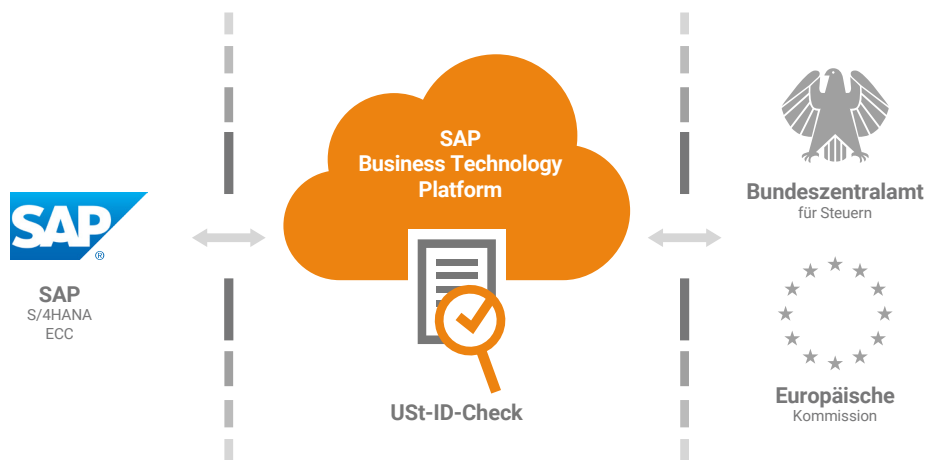 SAP
®
SAP
S/4HANA
ECC
SAP
Business Technology
Platform
USt-ID-Check
Bundeszentralamt
für Steuern
Europäische
Kommission